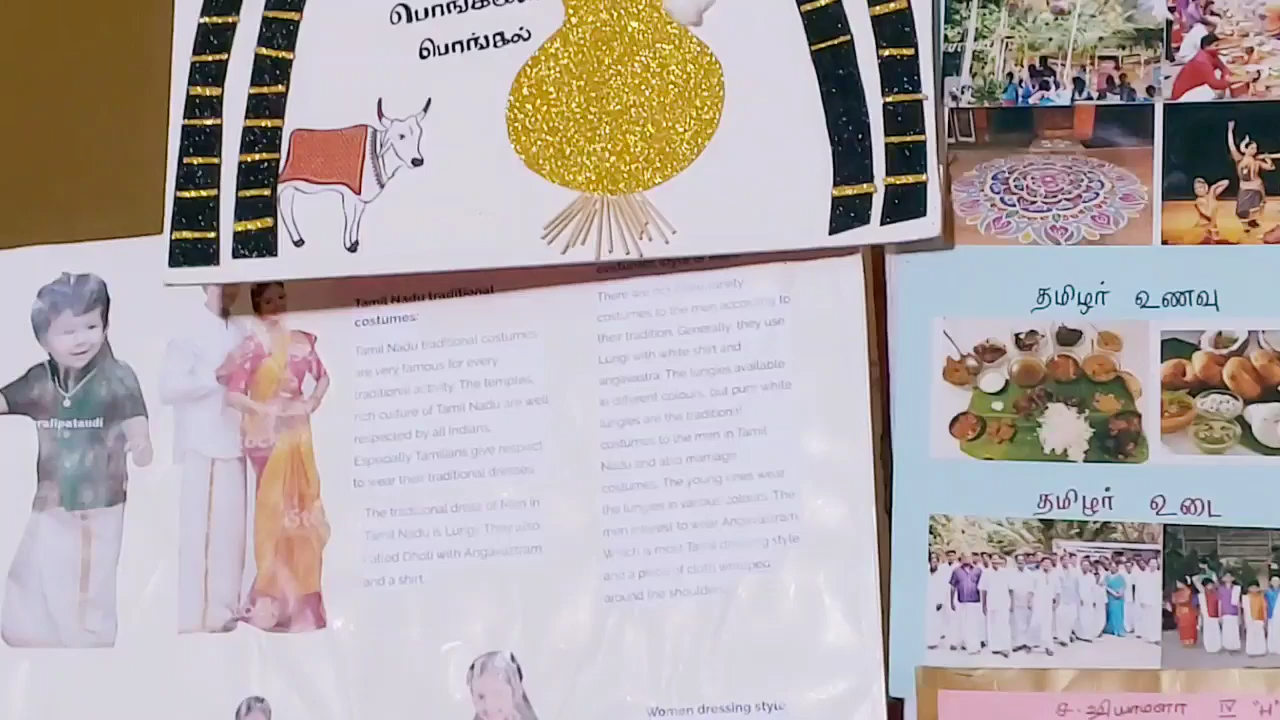 பொங்கல்
Tamil Nadu traditional
costumes:
Tamil Nadu traditional costumes
are very famous for every
traditional activity. The temples,
rich culture of Tamil Nadu are well
respected by all Indians.
Especially Tamilians give respect
to wear their traditional dresses.
The traditional dress of Men in
Tamil Nadu is Lungi. They also
called Dhoti with Angavastram
and a shirt.
There are not many variety
costumes to the men according to
their tradition. Generally, they use
Lungi with white shirt and
angavastra. The lungies available
in different colours, but pure white
lungies are the traditional
costumes to the men in Tamil
Nadu and also marriage
costumes. The young ones wear
the lungies in various colours. The
men interest to wear Angavastram,
Which is most Tamil dressing style
and a piece of cloth wrapped
around the shoulders.
Women dressing style
தமிழர் உணவு
தமிழர் உடை
IV "H"